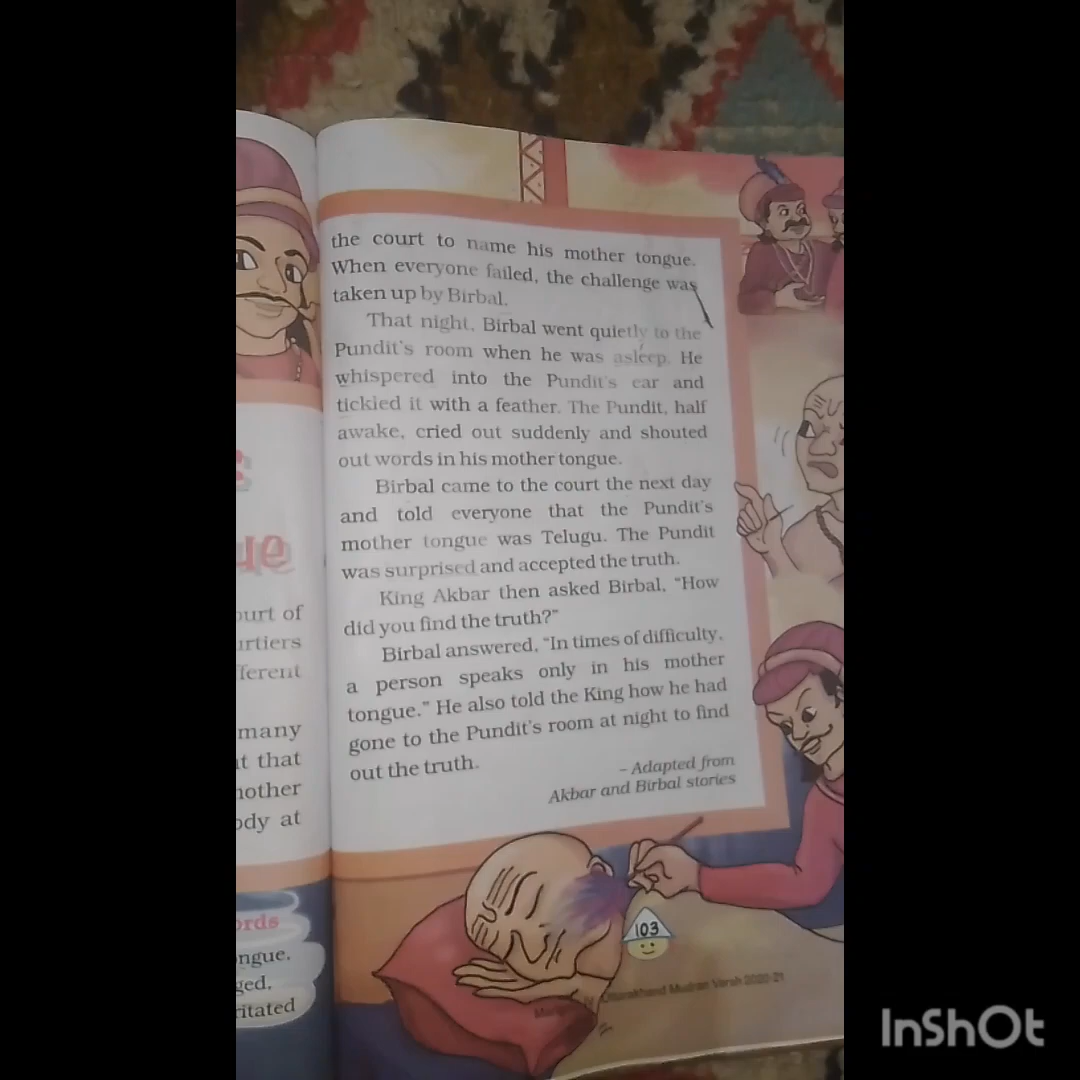 the court to name his mother tongue.
When everyone failed, the challenge was
taken up by Birbal.
That night, Birbal went quietly to the
Pundit's room when he was asleep. He
whispered into the Pundit's ear and
tickled it with a feather. The Pundit, half
awake, cried out suddenly and shouted
out words in his mother tongue.
Birbal came to the court the next day
and told everyone that the Pundit's
mother tongue was Telugu. The Pundit
was surprised and accepted the truth.
King Akbar then asked Birbal, "How
did you find the truth?"
Birbal answered, "In times of difficulty,
a person speaks only in his mother
tongue." He also told the King how he had
gone to the Pundit's room at night to find
out the truth.
– Adapted from
Akbar and Birbal stories
ue
ourt of
urtiers
fferent
many
t that
mother
ody at
ords
ngue.
ged,
ritated
103
Uttarakhand Mudran Varsh 2020-21
InShOt